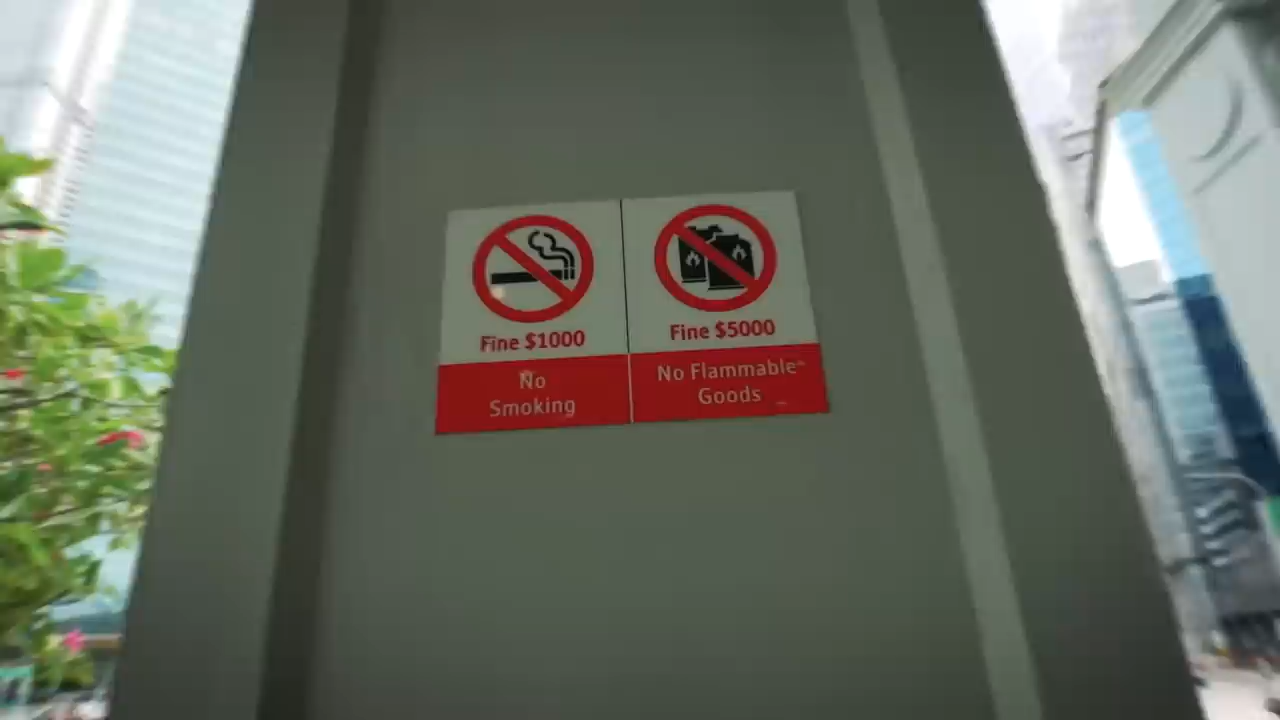 Fine $1000
No
Smoking
Fine $5000
No Flammable
Goods